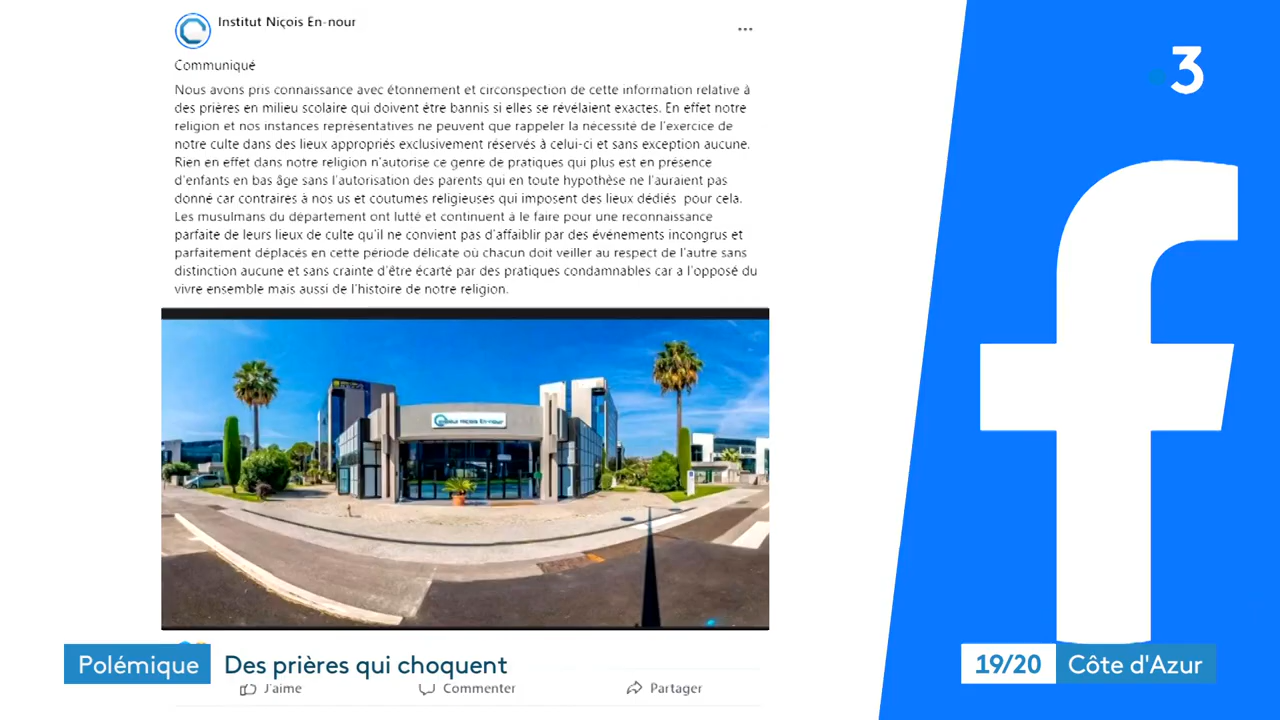 Institut Niçois En-nour
Communiqué
Nous avons pris connaissance avec étonnement et circonspection de cette information relative à
des prières en milieu scolaire qui doivent être bannis si elles se révélaient exactes. En effet notre
religion et nos instances représentatives ne peuvent que rappeler la nécessité de l'exercice de
notre culte dans des lieux appropriés exclusivement réservés à celui-ci et sans exception aucune.
Rien en effet dans notre religion n'autorise ce genre de pratiques qui plus est en présence
d'enfants en bas âge sans l'autorisation des parents qui en toute hypothèse ne l'auraient pas
donné car contraires à nos us et coutumes religieuses qui imposent des lieux dédiés pour cela.
Les musulmans du département ont lutté et continuent à le faire pour une reconnaissance
parfaite de leurs lieux de culte qu'il ne convient pas d'affaiblir par des événements incongrus et
parfaitement déplacés en cette période délicate où chacun doit veiller au respect de l'autre sans
distinction aucune et sans crainte d'être écarté par des pratiques condamnables car a l'opposé du
vivre ensemble mais aussi de l'histoire de notre religion.
Institut Niçois En-nour
3
Polémique
Des prières qui choquent
19/20
Côte d'Azur
J'aime
Commenter
Partager